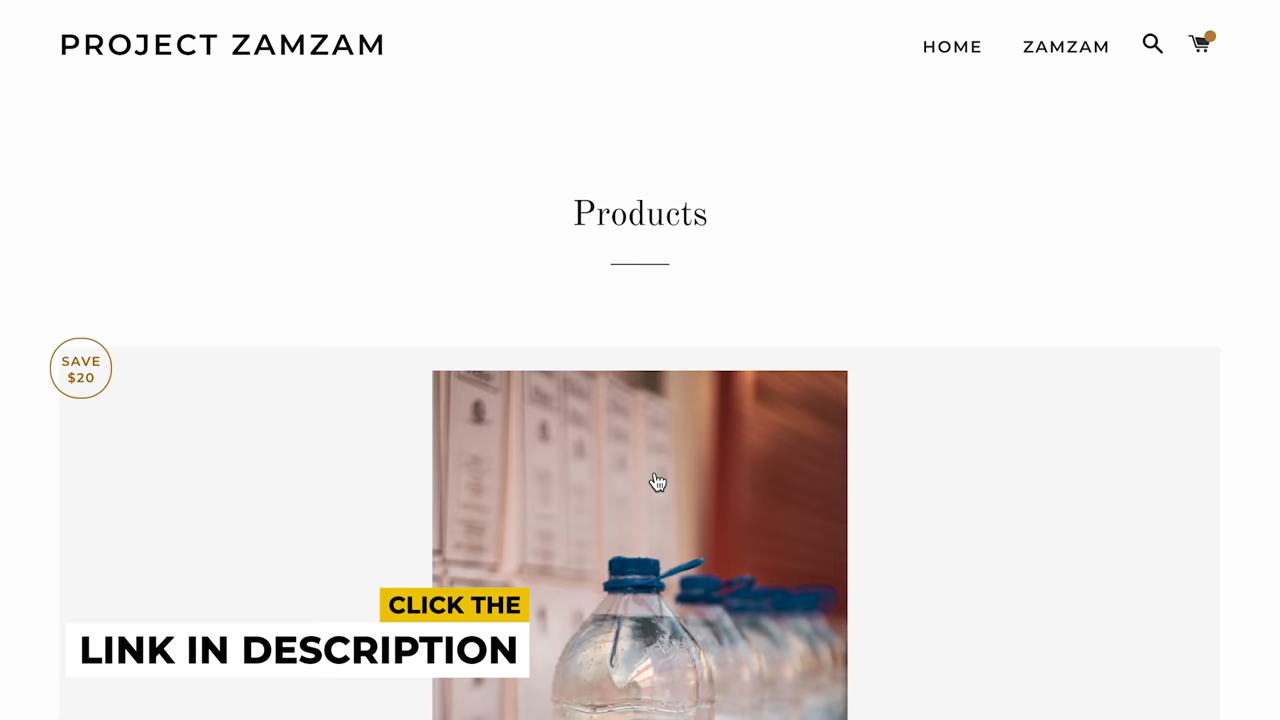 PROJECT ZAMZAM
HOME ZAMZAM
Products
SAVE
$20
CLICK THE
LINK IN DESCRIPTION